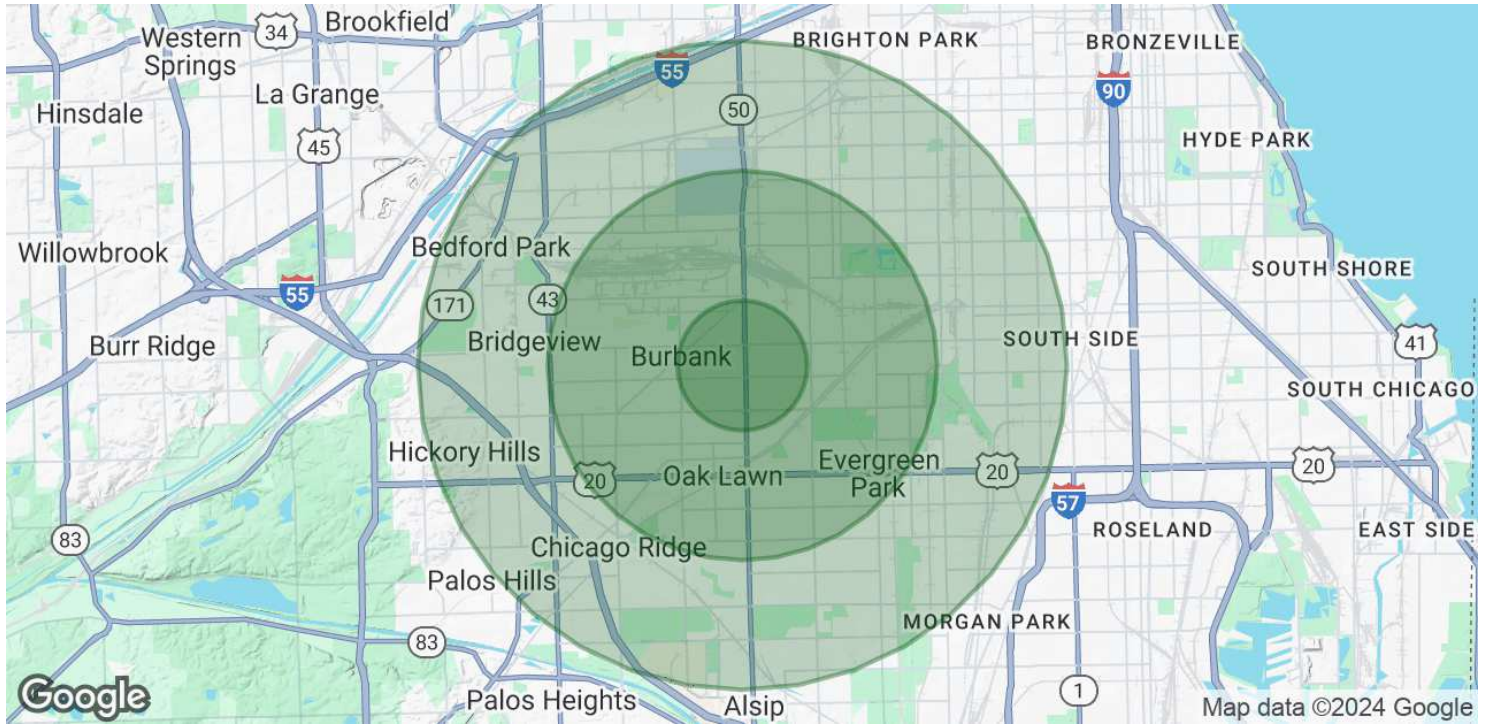 Brookfield
34
Western
Springs
BRIGHTON PARK
BRONZEVILLE
55
90
La Grange
Hinsdale
50
45
HYDE PARK
Willowbrook
Bedford Park
SOUTH SHORE
55
171
43
Burr Ridge
Bridgeview
Burbank
SOUTH SIDE
41
SOUTH CHICAGO
Hickory Hills
20
Oak Lawn
Evergreen
Park
20
20
57
83
Chicago Ridge
ROSELAND
EAST SIDE
Palos Hills
83
MORGAN PARK
Palos Heights
Alsip
1
Google
Map data ©2024 Google